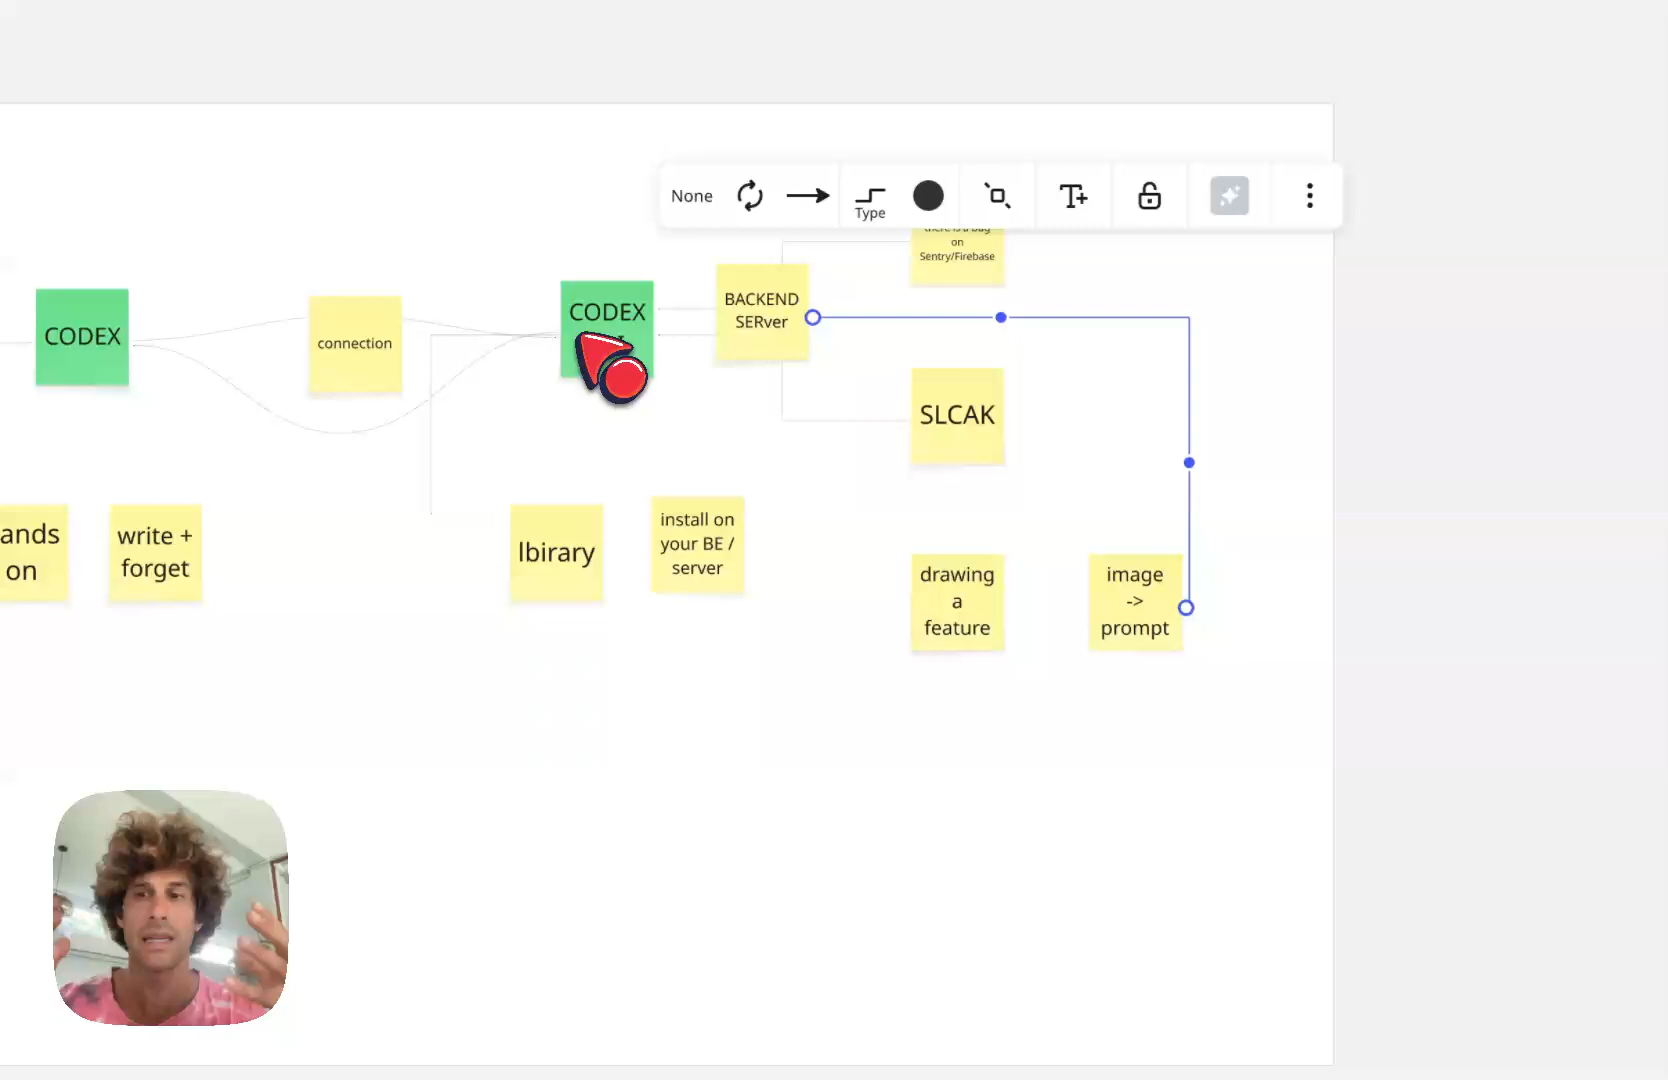 None
Type
on
Sentry/Firebase
CODEX
connection
CODEX
BACKEND
SERver
SLCAK
ands
on
write +
forget
lbirary
install on
your BE /
server
drawing
a
feature
image
->
prompt